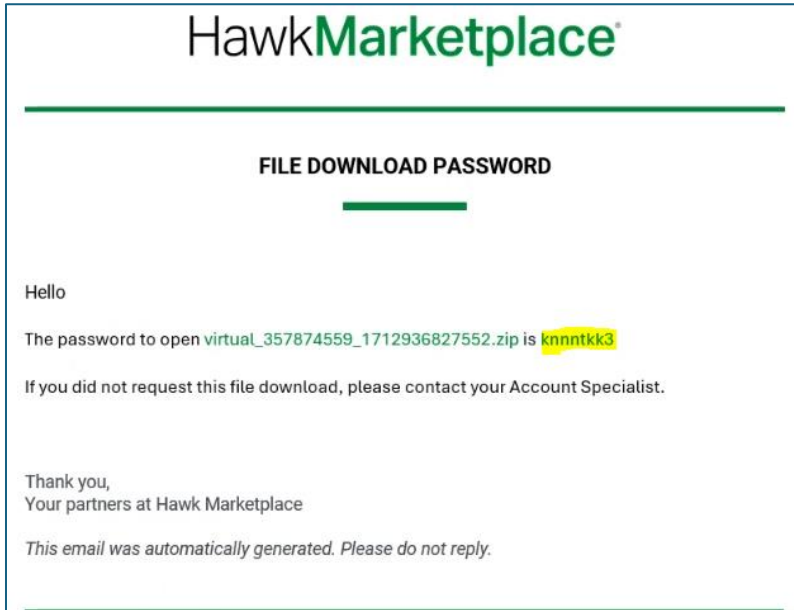 HawkMarketplace®
FILE DOWNLOAD PASSWORD
Hello
The password to open virtual_357874559_1712936827552.zip is knnntkk3
If you did not request this file download, please contact your Account Specialist.
Thank you,
Your partners at Hawk Marketplace
This email was automatically generated. Please do not reply.